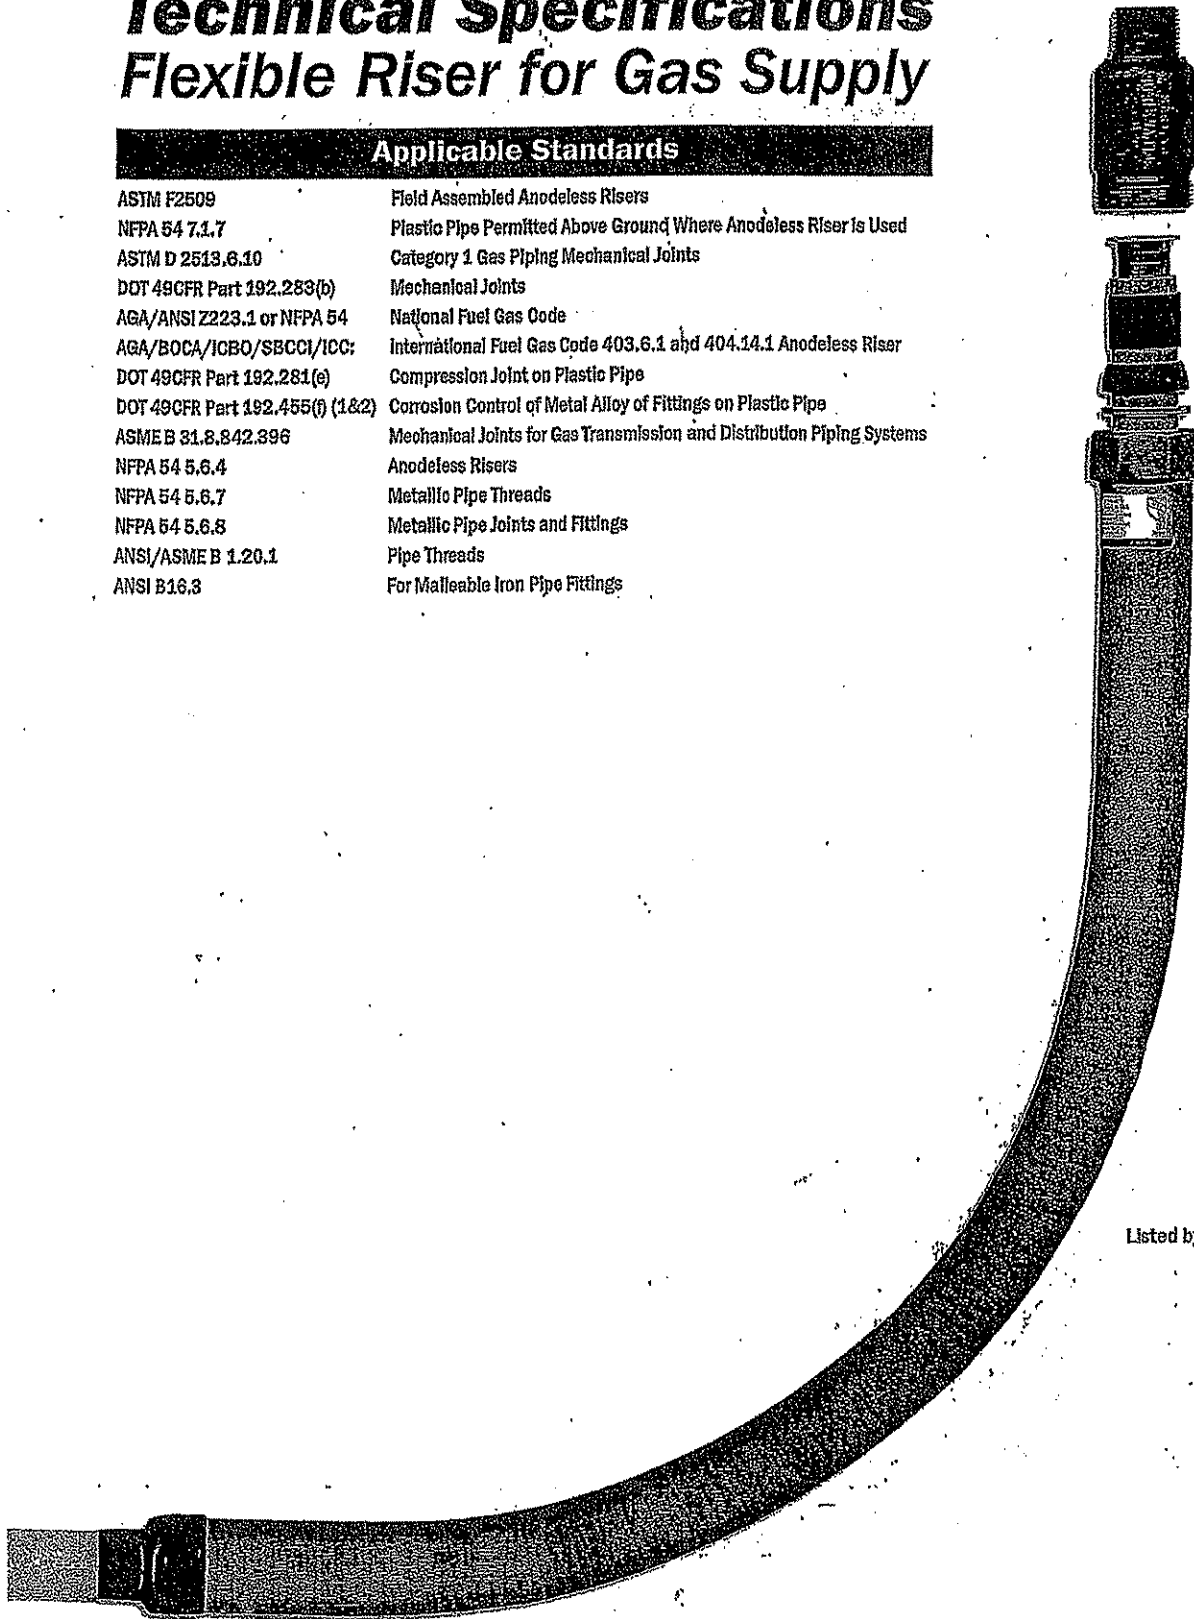 Technical Specifications
Flexible Riser for Gas Supply
Applicable Standards
ASTM F2509 Field Assembled Anodeless Risers
NFPA 54 7.1.7 Plastic Pipe Permitted Above Ground Where Anodeless Riser is Used
ASTM D 2513.6.10 Category 1 Gas Piping Mechanical Joints
DOT 49CFR Part 192.283(b) Mechanical Joints
AGA/ANSI Z223.1 or NFPA 54 National Fuel Gas Code
AGA/BOCA/ICBO/SBCCI/ICC: International Fuel Gas Code 403.6.1 and 404.14.1 Anodeless Riser
DOT 49CFR Part 192.281(e) Compression Joint on Plastic Pipe
DOT 49CFR Part 192.455(f) (1&2) Corrosion Control of Metal Alloy of Fittings on Plastic Pipe
ASME B 31.8.842.396 Mechanical Joints for Gas Transmission and Distribution Piping Systems
NFPA 54 5.6.4 Anodeless Risers
NFPA 54 5.6.7 Metallic Pipe Threads
NFPA 54 5.6.8 Metallic Pipe Joints and Fittings
ANSI/ASME B 1.20.1 Pipe Threads
ANSI B16.3 For Malleable Iron Pipe Fittings
Listed b